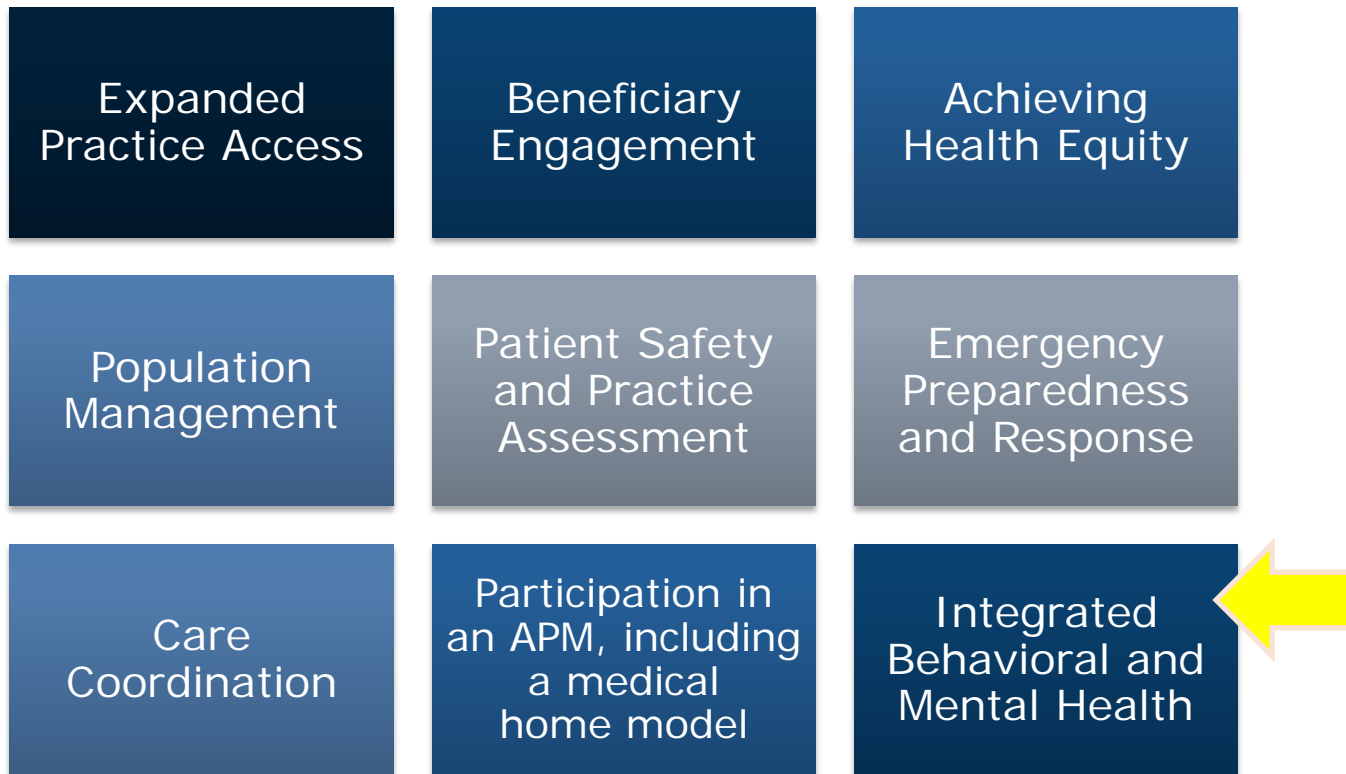 Expanded
Practice Access
Beneficiary
Engagement
Achieving
Health Equity
Population
Management
Patient Safety
and Practice
Assessment
Emergency
Preparedness
and Response
Care
Coordination
Participation in
an APM, including
a medical
home model
Integrated
Behavioral and
Mental Health